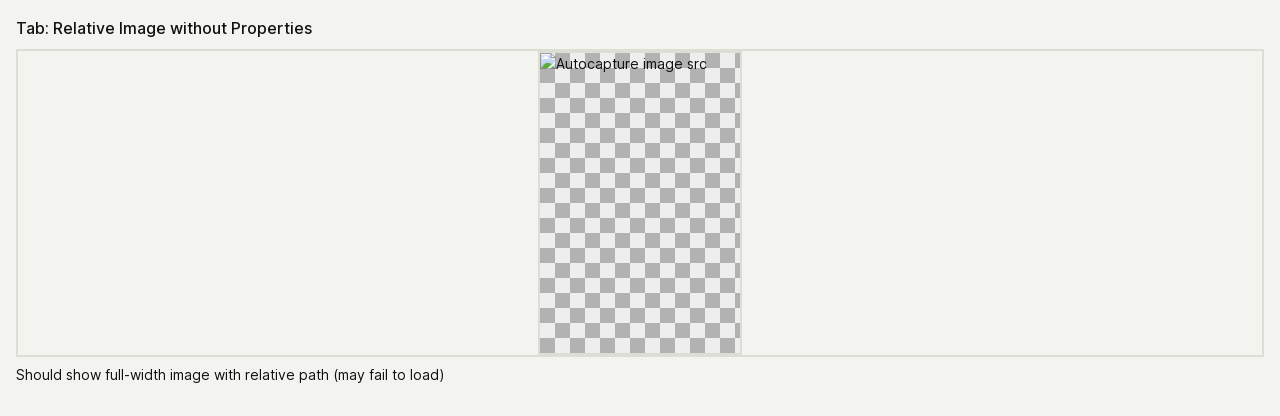 Tab: Relative Image without Properties
Autocapture image src
Should show full-width image with relative path (may fail to load)